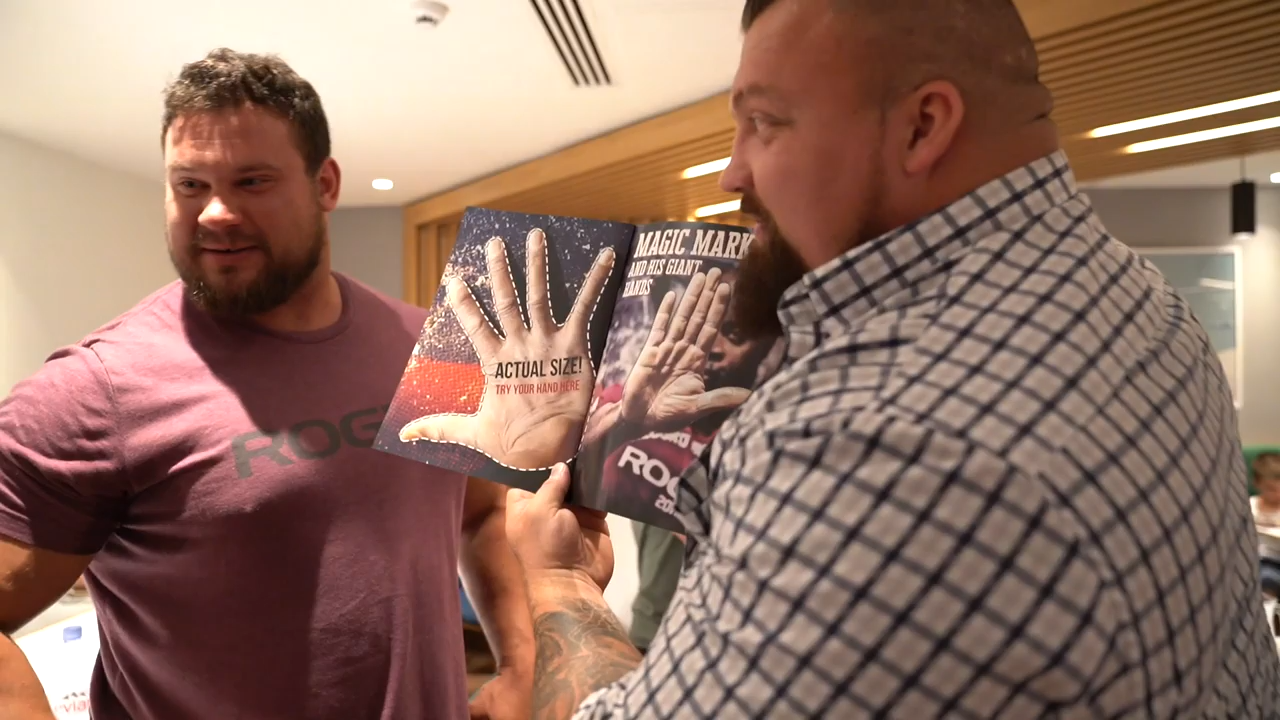 ACTUAL SIZE!
TRY YOUR HAND HERE
MAGIC MARK
AND HIS GIANT
HANDS
ROG
ROG